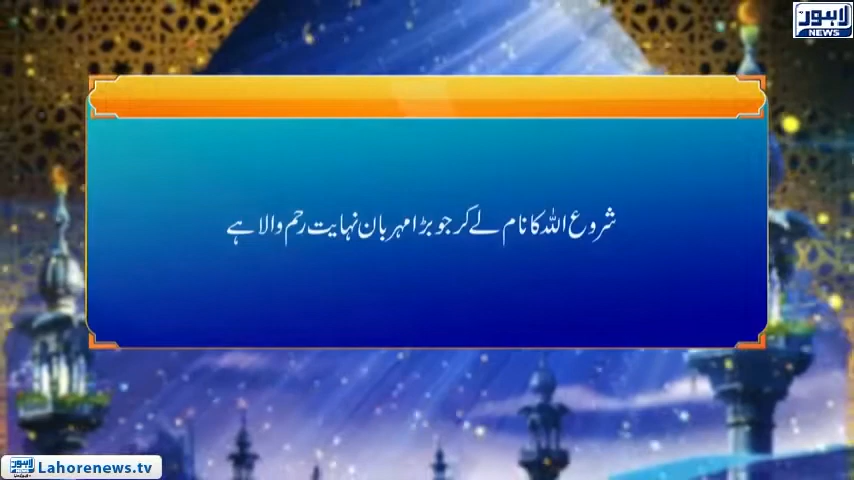 لاہور
NEWS
شروع اللہ کا نام لے کر جو بڑا مہربان نہایت رحم والا ہے
لاہور
Lahorenews.tv